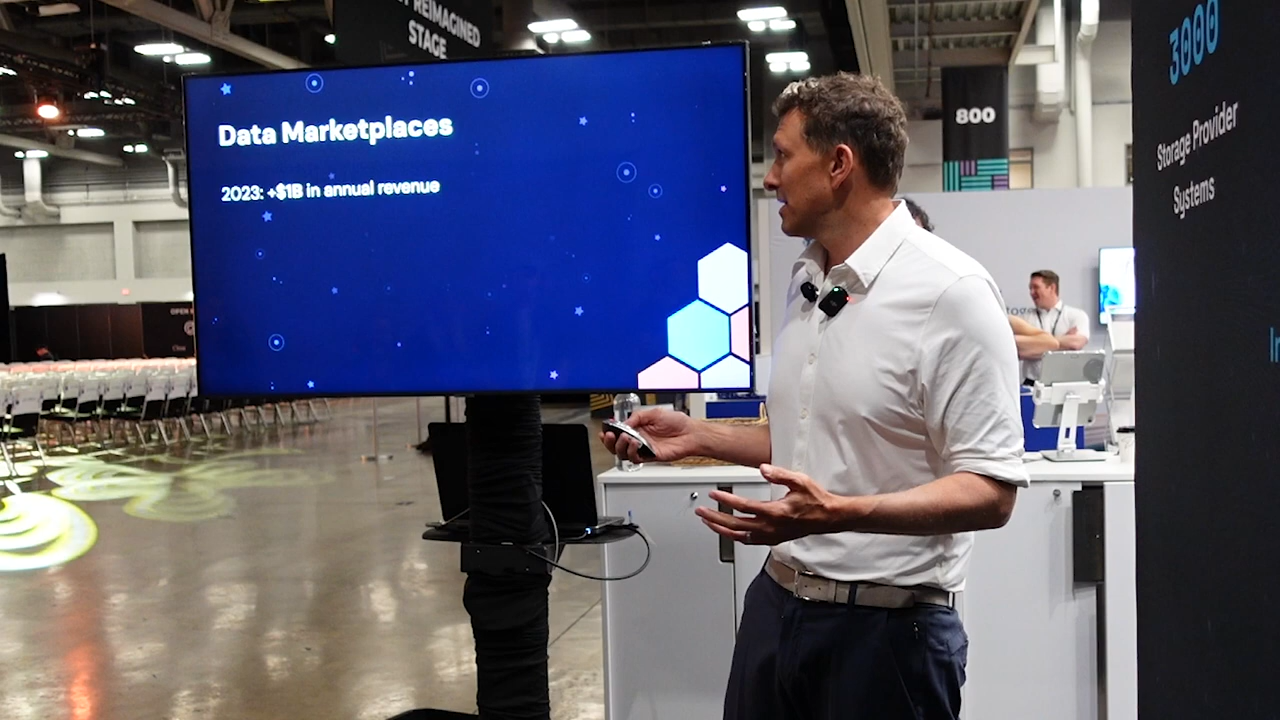 REIMAGINED
STAGE
Data Marketplaces
2023: +$1B in annual revenue
800
3000
Storage Provider
Systems